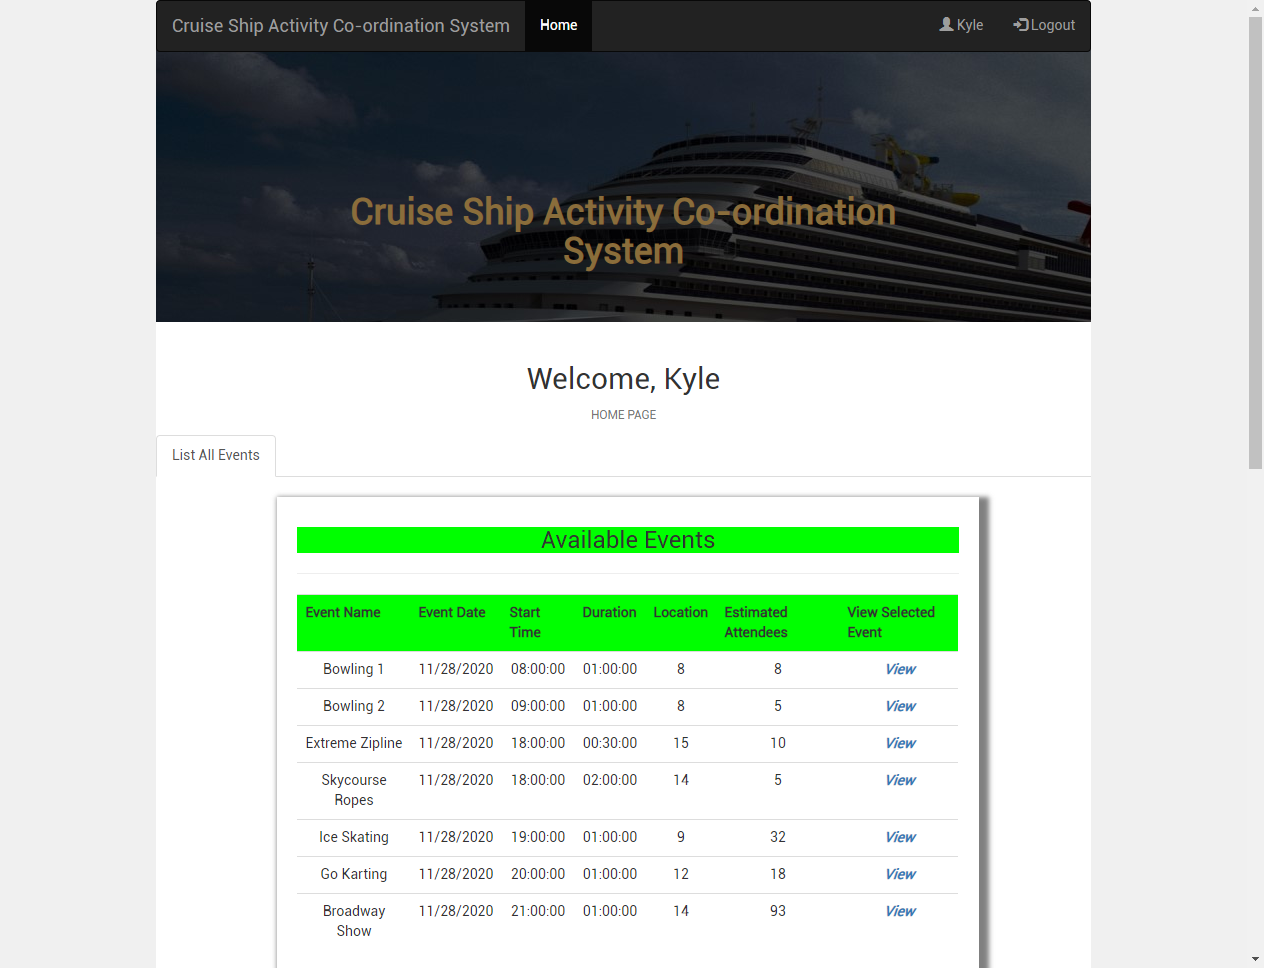 Cruise Ship Activity Co-ordination System Home Kyle Logout
Cruise Ship Activity Co-ordination
System
Welcome, Kyle
HOME PAGE
List All Events
Available Events
Event Name Event Date Start Time Duration Location Estimated Attendees View Selected Event
Bowling 1 11/28/2020 08:00:00 01:00:00 8 8 View
Bowling 2 11/28/2020 09:00:00 01:00:00 8 5 View
Extreme Zipline 11/28/2020 18:00:00 00:30:00 15 10 View
Skycourse Ropes 11/28/2020 18:00:00 02:00:00 14 5 View
Ice Skating 11/28/2020 19:00:00 01:00:00 9 32 View
Go Karting 11/28/2020 20:00:00 01:00:00 12 18 View
Broadway Show 11/28/2020 21:00:00 01:00:00 14 93 View